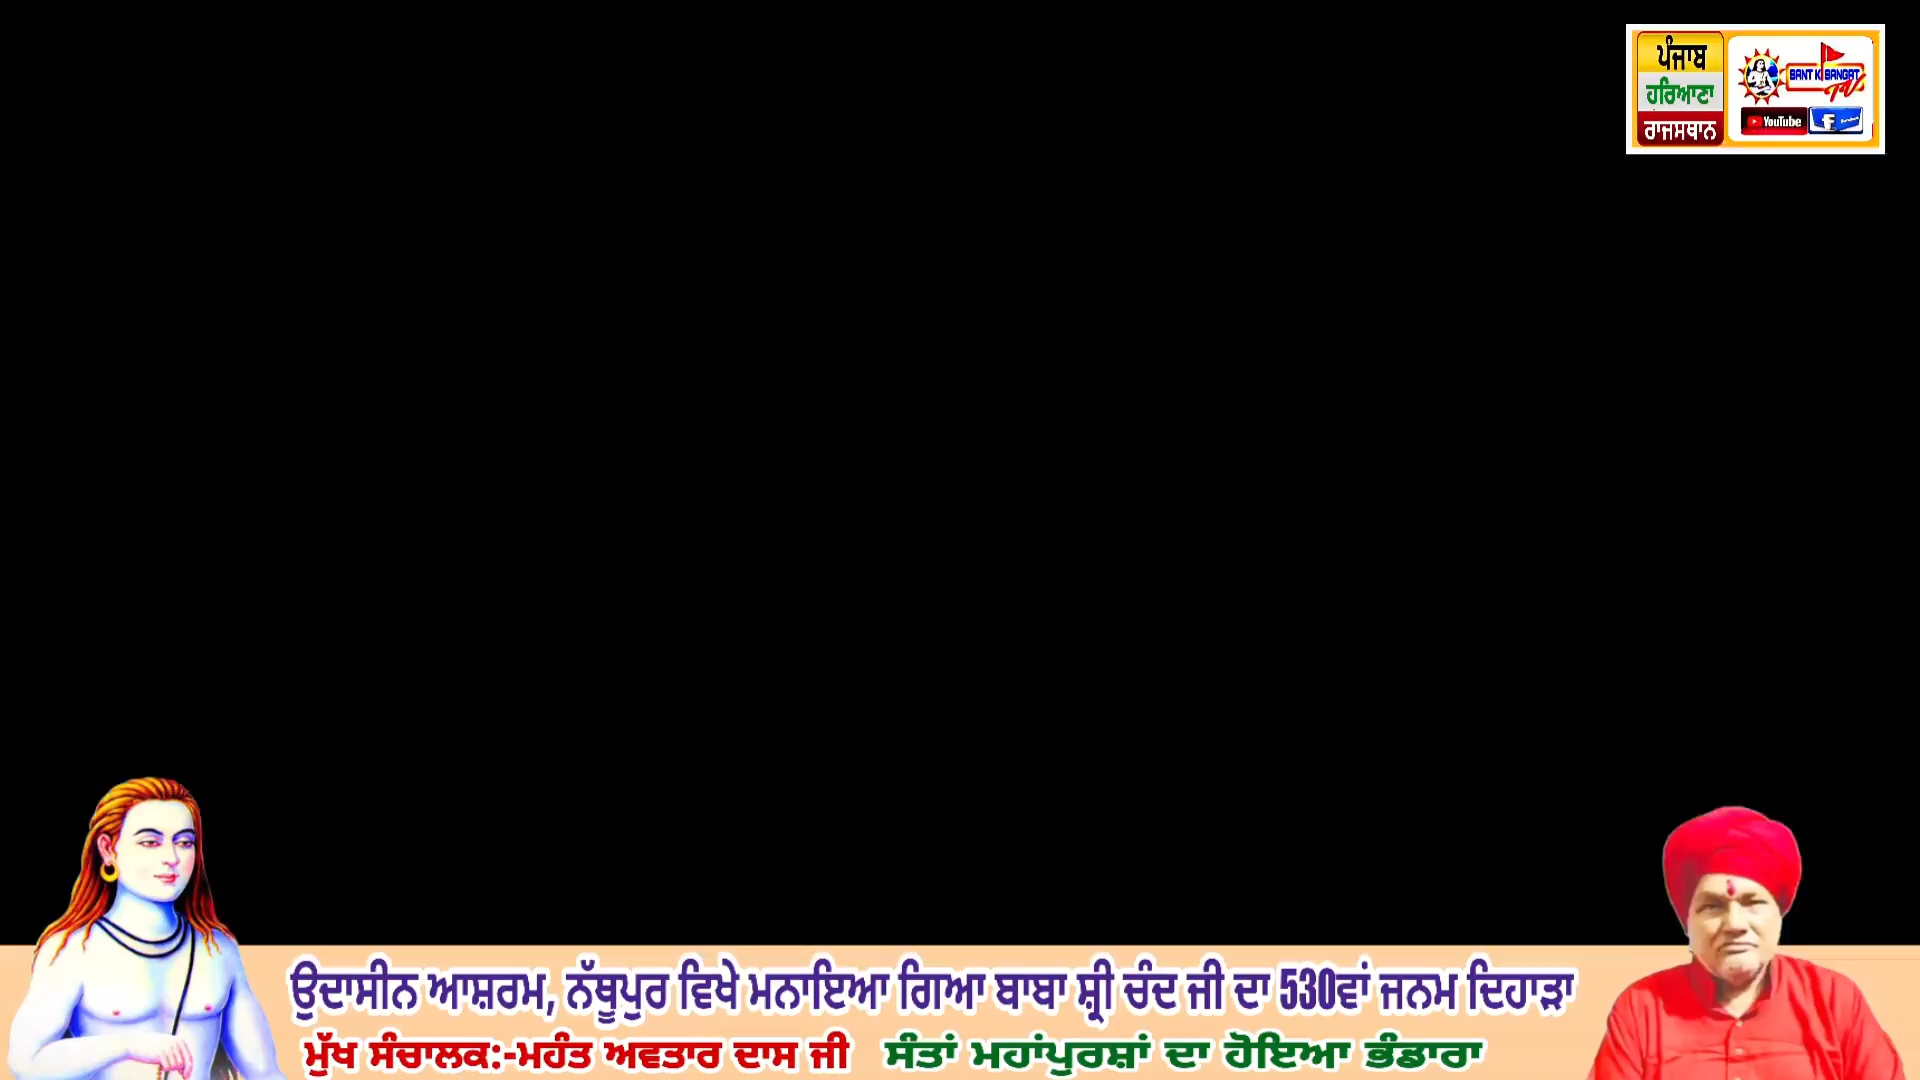 ਪੰਜਾਬ
ਹਰਿਆਣਾ
ਰਾਜਸਥਾਨ
SANT KI SANGAT
TV
YouTube
ਉਦਾਸੀਨ ਆਸ਼ਰਮ, ਨੱਥੂਪੁਰ ਵਿਖੇ ਮਨਾਇਆ ਗਿਆ ਬਾਬਾ ਸ਼੍ਰੀ ਚੰਦ ਜੀ ਦਾ 530ਵਾਂ ਜਨਮ ਦਿਹਾੜਾ
ਮੁੱਖ ਸੰਚਾਲਕ:-ਮਹੰਤ ਅਵਤਾਰ ਦਾਸ ਜੀ ਸੰਤਾਂ ਮਹਾਂਪੁਰਸ਼ਾਂ ਦਾ ਹੋਇਆ ਭੰਡਾਰਾ